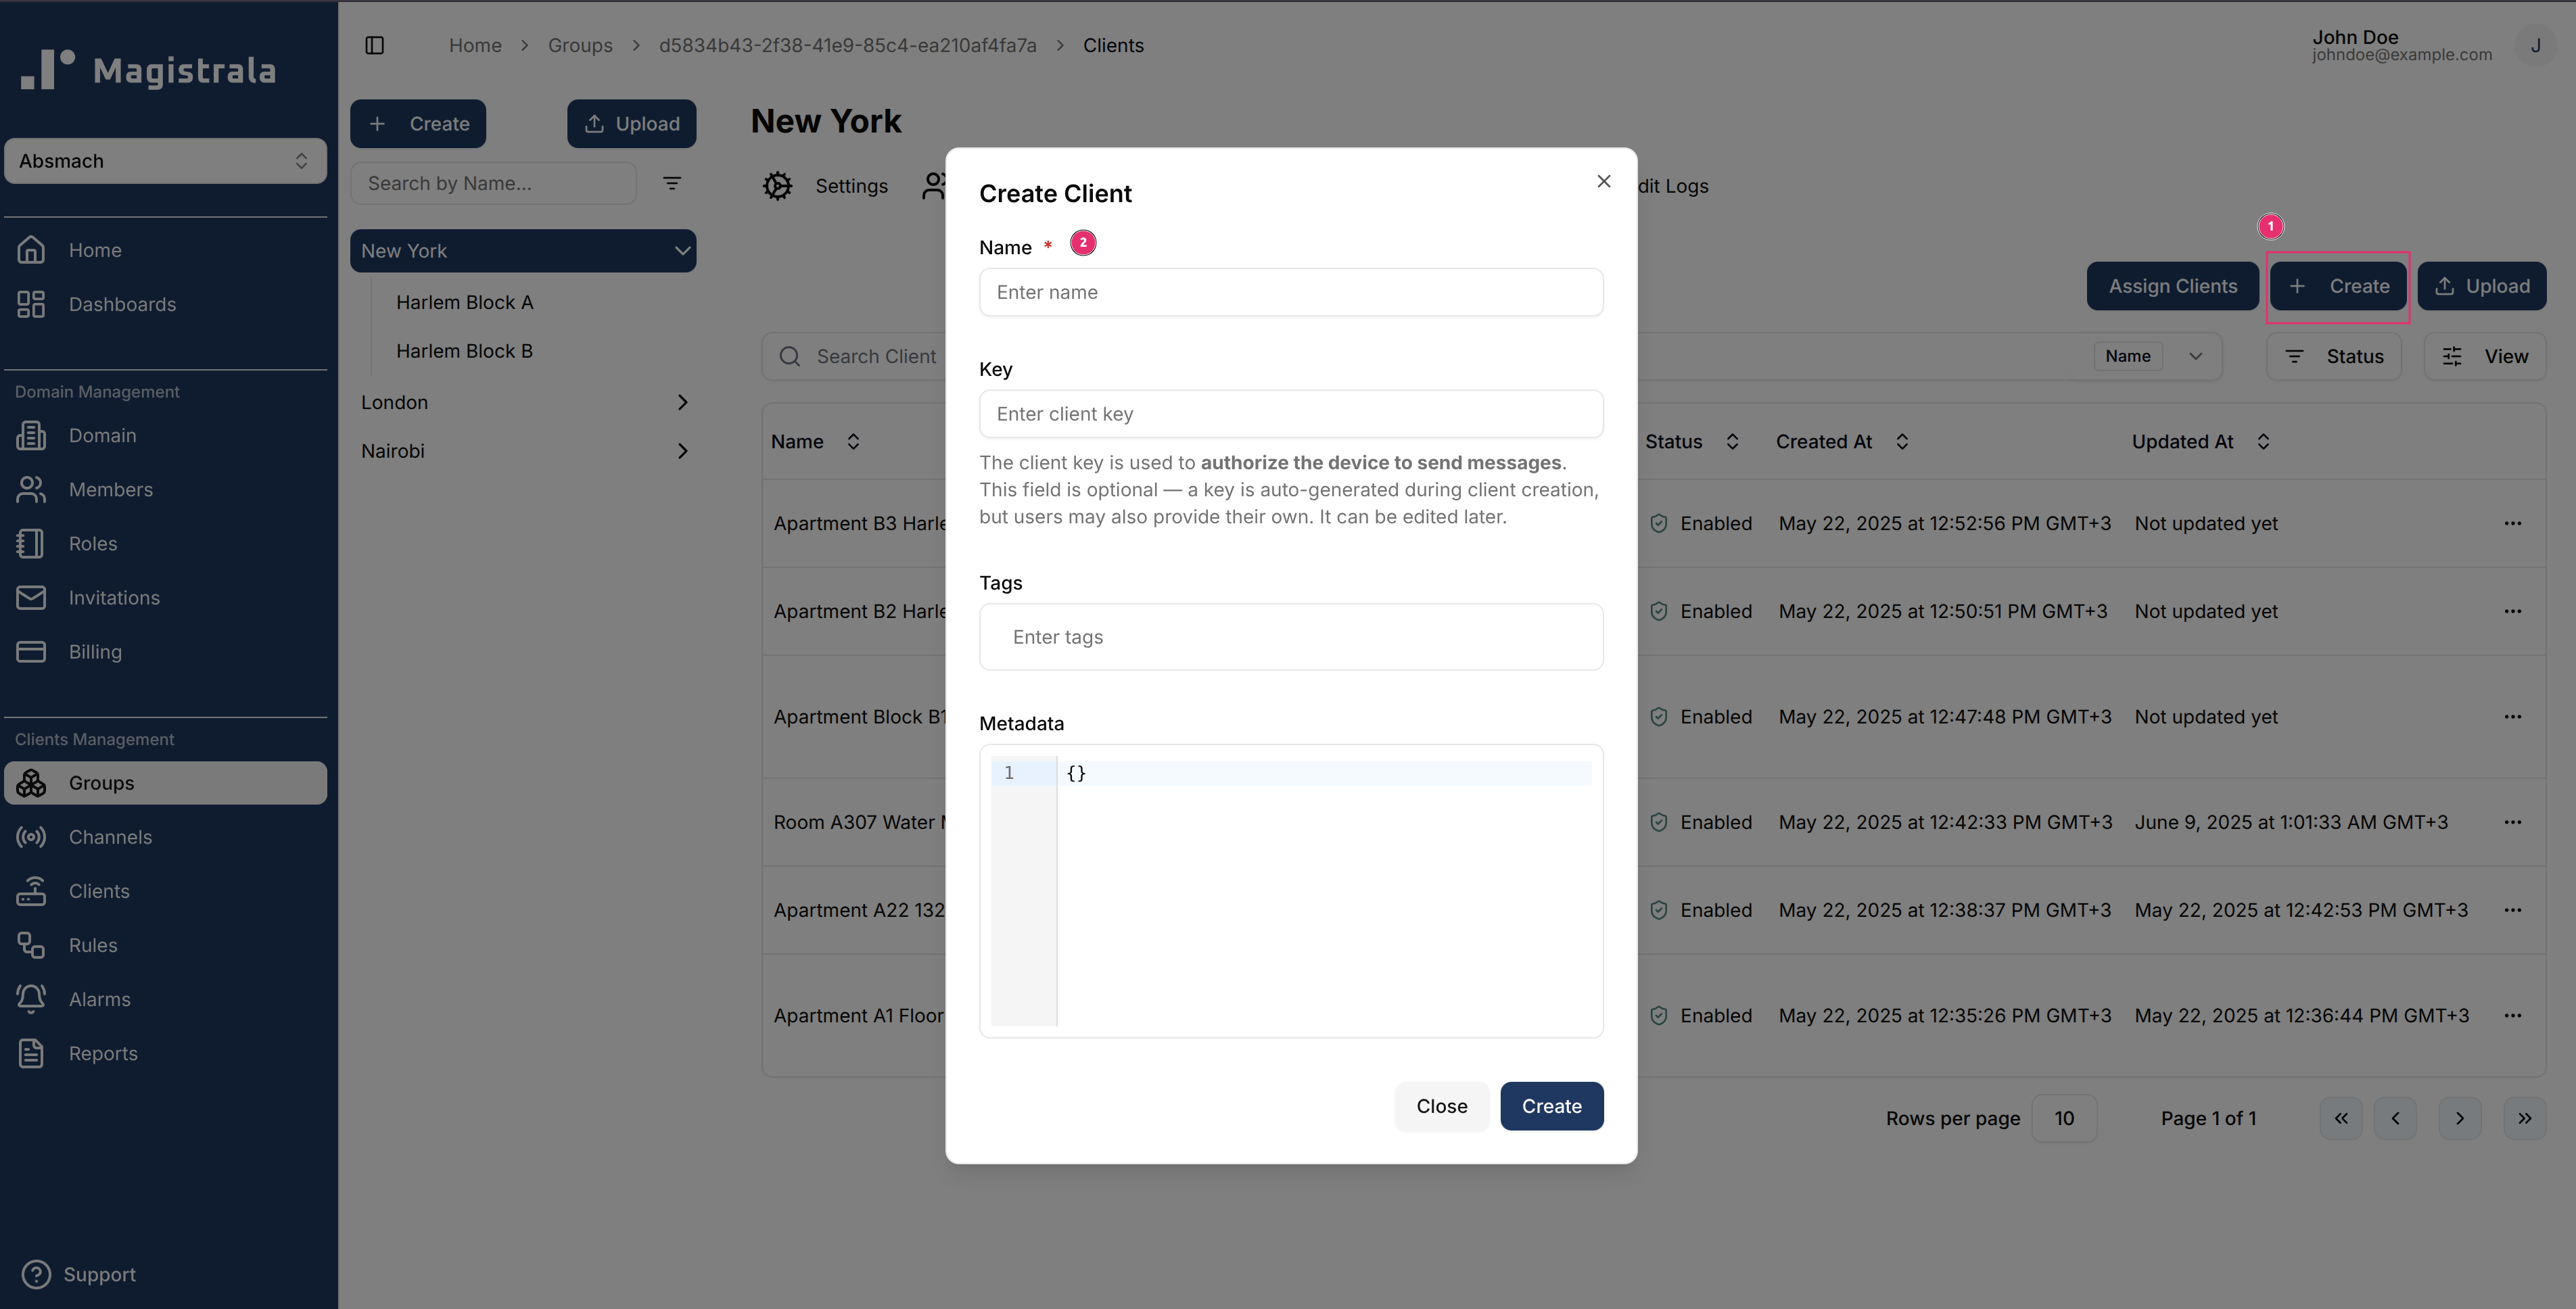 Magistrala
Absmach
Home
Dashboards
Domain Management
Domain
Members
Roles
Invitations
Billing
Clients Management
Groups
Channels
Clients
Rules
Alarms
Reports
Support
Home > Groups > d5834b43-2f38-41e9-85c4-ea210af4fa7a > Clients
John Doe
johndoe@example.com
J
+ Create
Upload
Search by Name...
New York
Harlem Block A
Harlem Block B
London
Nairobi
New York
Settings
dit Logs
1
Assign Clients
+ Create
Upload
Search Client
Name
Status
View
Name
Status
Created At
Updated At
Apartment B3 Harle
Enabled
May 22, 2025 at 12:52:56 PM GMT+3
Not updated yet
Apartment B2 Harle
Enabled
May 22, 2025 at 12:50:51 PM GMT+3
Not updated yet
Apartment Block B1
Enabled
May 22, 2025 at 12:47:48 PM GMT+3
Not updated yet
Room A307 Water
Enabled
May 22, 2025 at 12:42:33 PM GMT+3
June 9, 2025 at 1:01:33 AM GMT+3
Apartment A22 132
Enabled
May 22, 2025 at 12:38:37 PM GMT+3
May 22, 2025 at 12:42:53 PM GMT+3
Apartment A1 Floor
Enabled
May 22, 2025 at 12:35:26 PM GMT+3
May 22, 2025 at 12:36:44 PM GMT+3
Rows per page
10
Page 1 of 1
Create Client
Name *
2
Enter name
Key
Enter client key
The client key is used to authorize the device to send messages.
This field is optional — a key is auto-generated during client creation,
but users may also provide their own. It can be edited later.
Tags
Enter tags
Metadata
1
{}
Close
Create